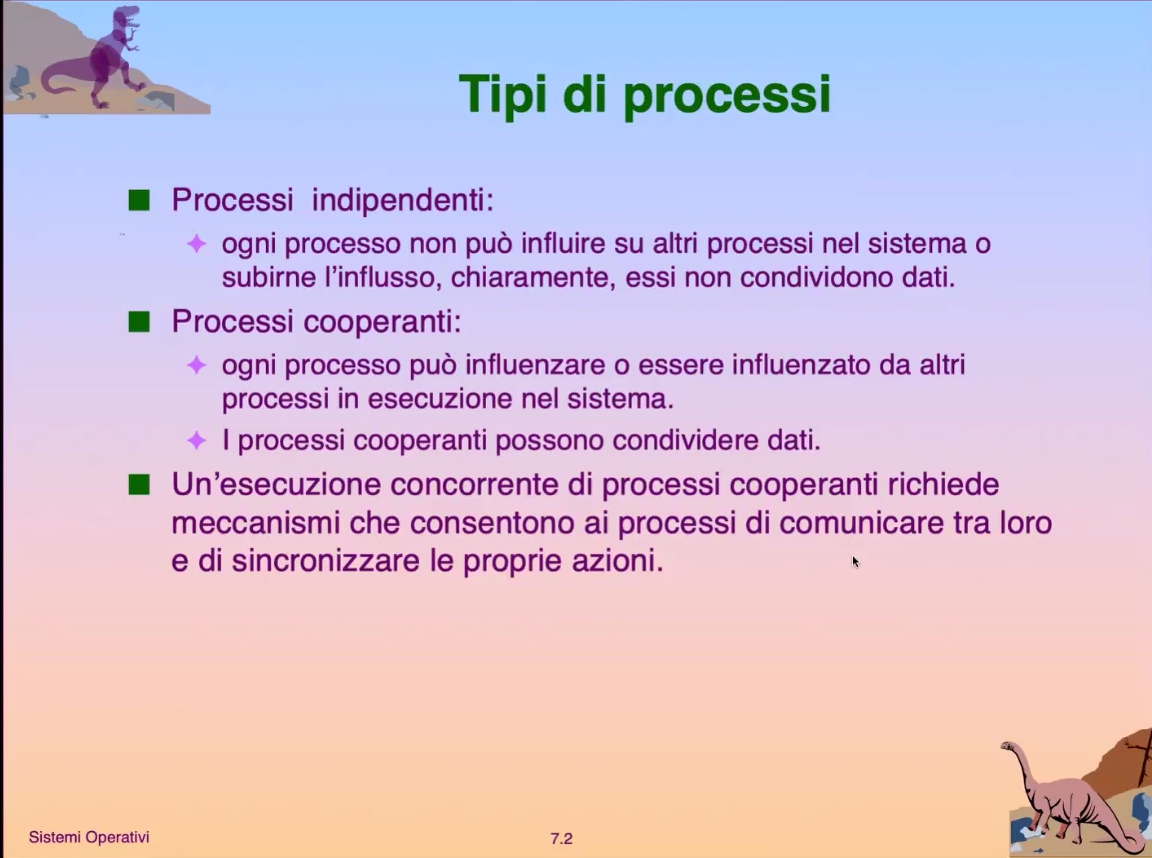 Tipi di processi
Processi indipendenti:
ogni processo non può influire su altri processi nel sistema o
subirne l'influsso, chiaramente, essi non condividono dati.
Processi cooperanti:
ogni processo può influenzare o essere influenzato da altri
processi in esecuzione nel sistema.
I processi cooperanti possono condividere dati.
Un'esecuzione concorrente di processi cooperanti richiede
meccanismi che consentono ai processi di comunicare tra loro
e di sincronizzare le proprie azioni.
Sistemi Operativi
7.2